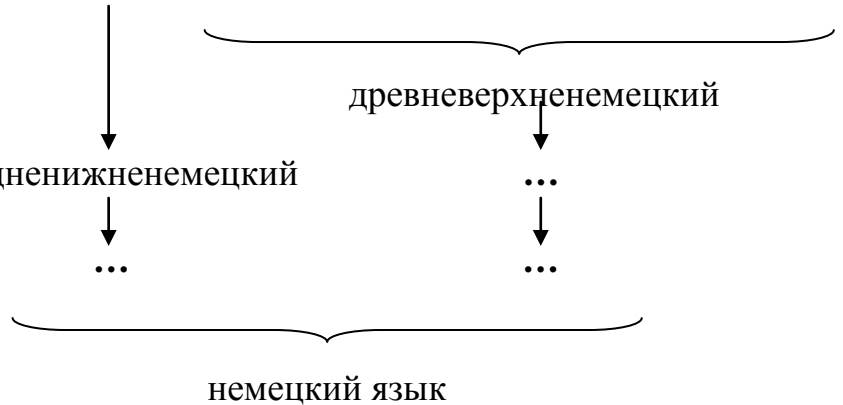 древневерхненемецкий
дненижненемецкий
...
...
...
немецкий язык